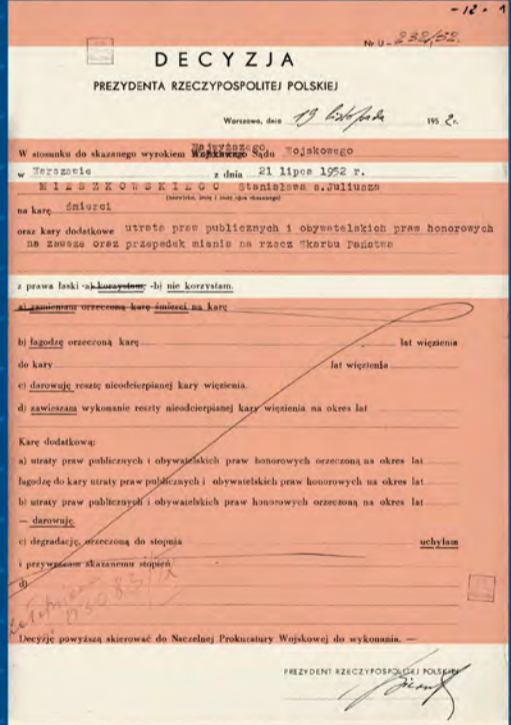 -12-1
Nr U-232/52.
DECYZJA
PREZYDENTA RZECZYPOSPOLITEJ POLSKIEJ
Warszawa, dnia 19 listopada 1952 r.
W stosunku do skazanego wyrokiem Wojskowego Najwyższego Sądu Wojskowego
w Warszawie z dnia 21 lipca 1952 r.
MIESZKOWSKIEGO Stanisława s.Juliusza
(nazwisko, imię i imię ojca skazanego)
na karę śmierci
oraz kary dodatkowe utratę praw publicznych i obywatelskich praw honorowych
na zawsze oraz przepadek mienia na rzecz Skarbu Państwa
z prawa łaski -a) korzystam; -b) nie korzystam.
a) zamieniam orzeczoną karę śmierci na karę
b) łagodzę orzeczoną karę lat więzienia
do kary lat więzienia
c) darowuję resztę nieodcierpianej kary więzienia.
d) zawieszam wykonanie reszty nieodcierpianej kary więzienia na okres lat
Karę dodatkową:
a) utraty praw publicznych i obywatelskich praw honorowych orzeczoną na okres lat
łagodzę do kary utraty praw publicznych i obywatelskich praw honorowych na okres lat
b) utraty praw publicznych i obywatelskich praw honorowych orzeczoną na okres lat
— darowuję.
c) degradację, orzeczoną do stopnia uchylam
i przywracam skazanemu stopień
d)
Decyzję powyższą skierować do Naczelnej Prokuratury Wojskowej do wykonania. —
PREZYDENT RZECZYPOSPOLITEJ POLSKIEJ